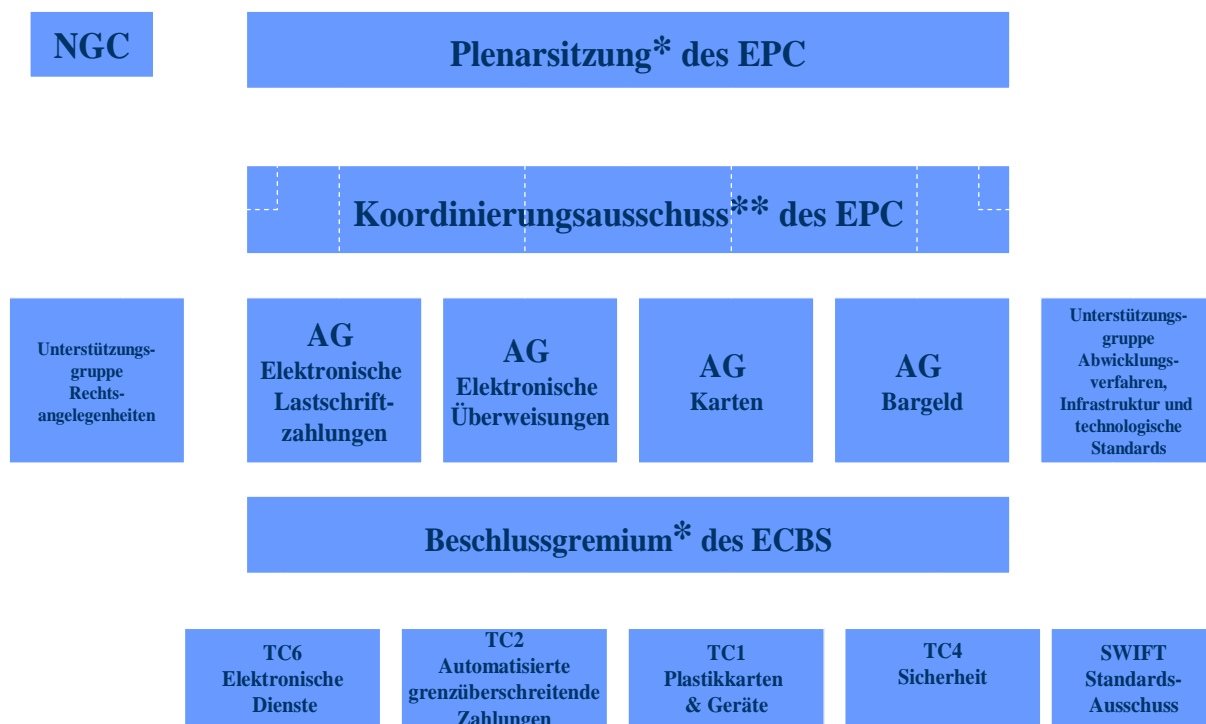 NGC
Plenarsitzung* des EPC
Koordinierungsausschuss** des EPC
Unterstützungs-
gruppe
Rechts-
angelegenheiten
AG
Elektronische
Lastschrift-
zahlungen
AG
Elektronische
Überweisungen
AG
Karten
AG
Bargeld
Unterstützungs-
gruppe
Abwicklungs-
verfahren,
Infrastruktur und
technologische
Standards
Beschlussgremium* des ECBS
TC6
Elektronische
Dienste
TC2
Automatisierte
grenzüberschreitende
Zahlungen
TC1
Plastikkarten
& Geräte
TC4
Sicherheit
SWIFT
Standards-
Ausschuss